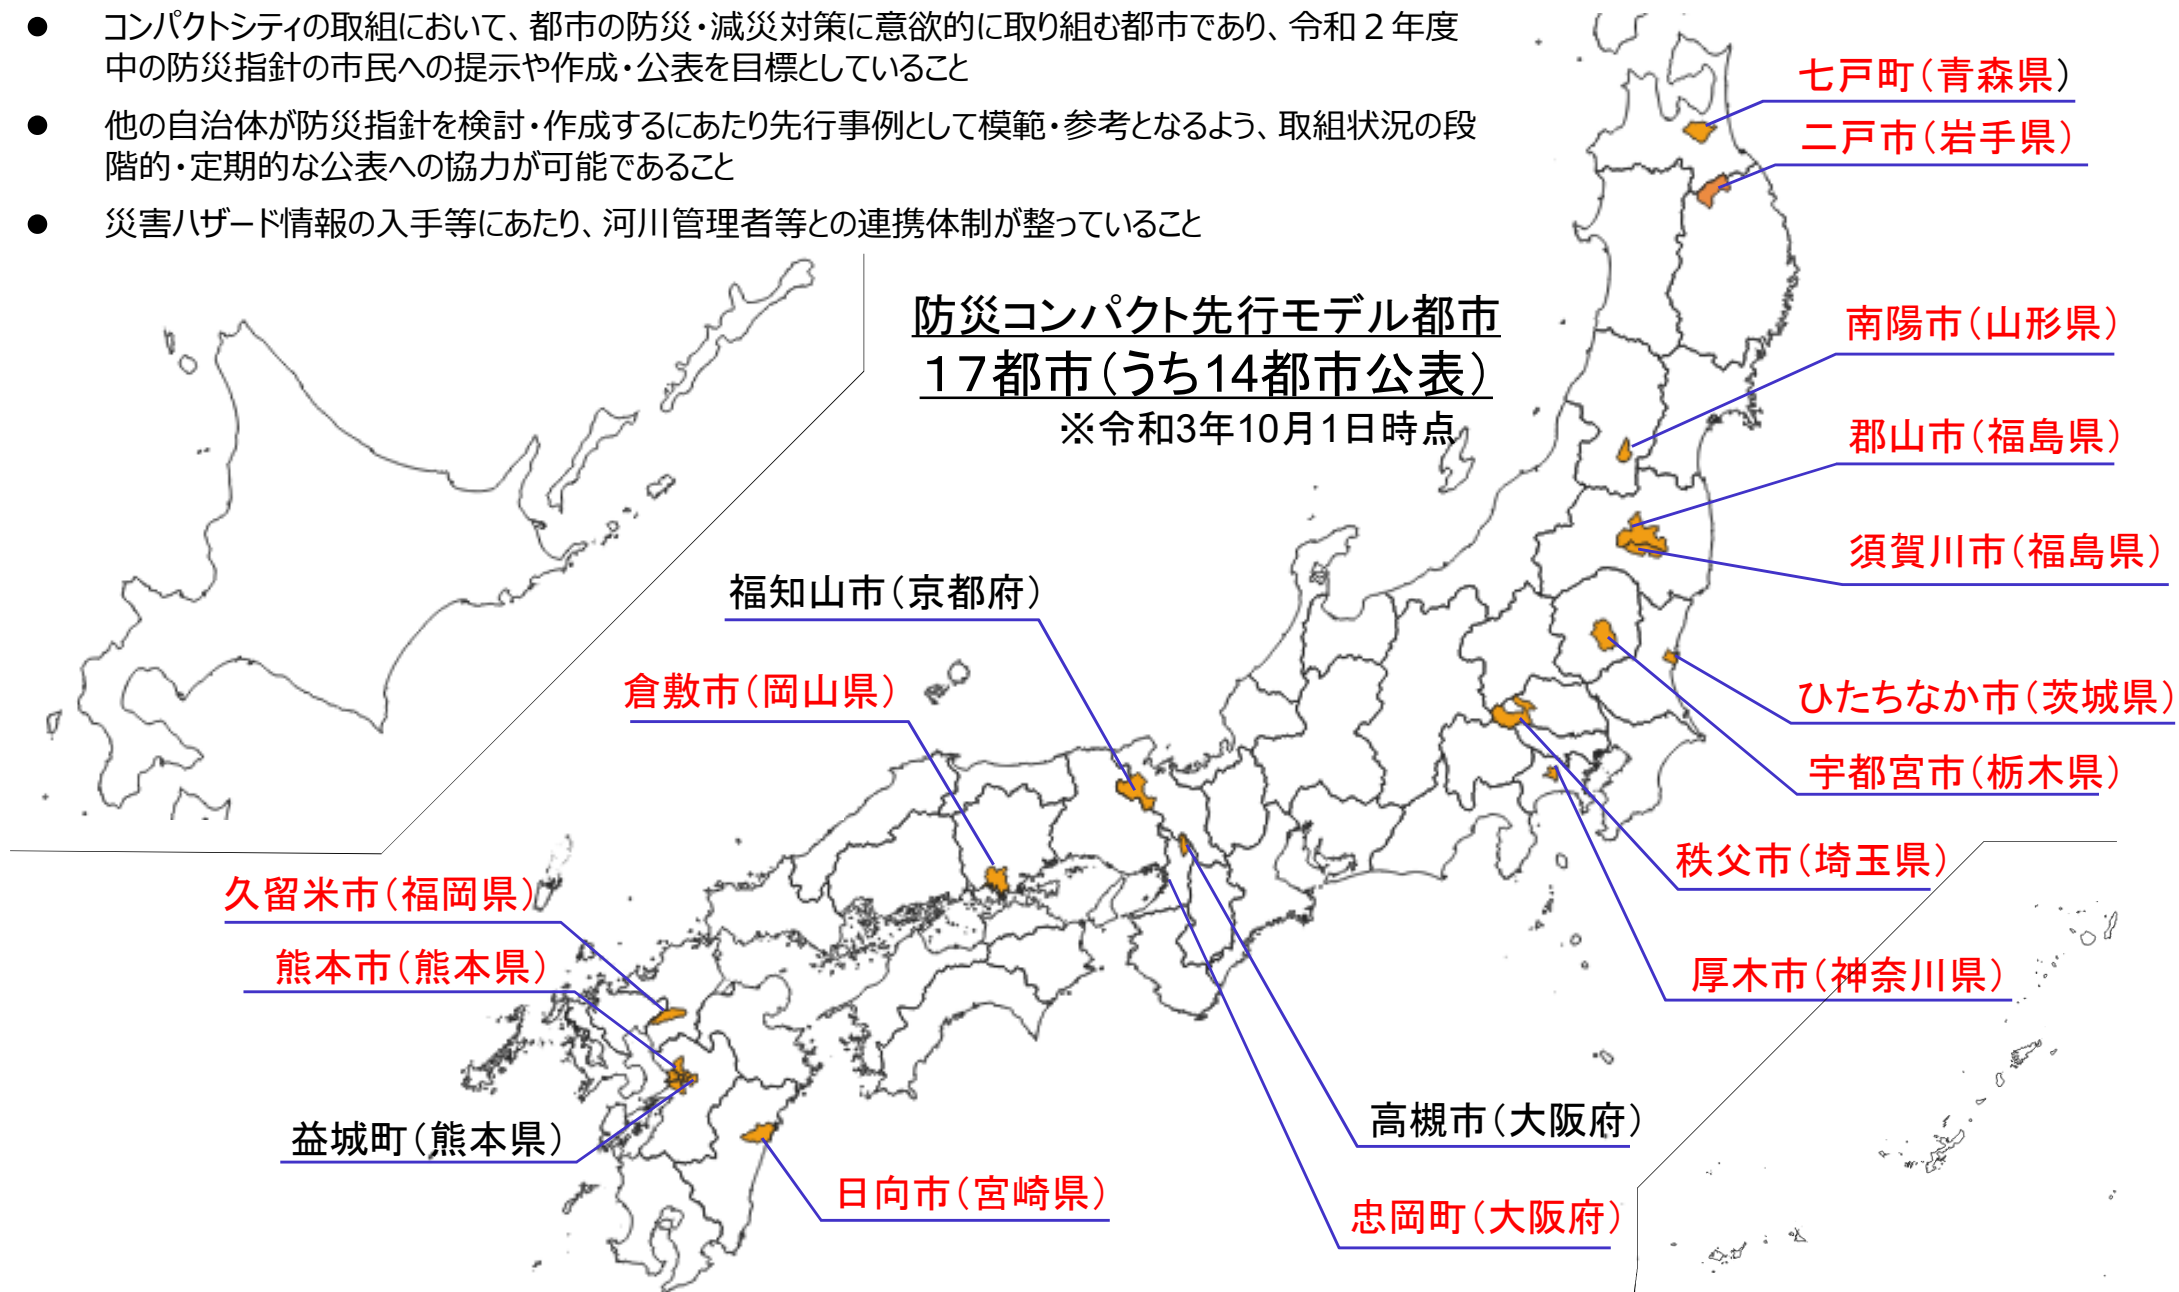 ● コンパクトシティの取組において、都市の防災・減災対策に意欲的に取り組む都市であり、令和２年度
中の防災指針の市民への提示や作成・公表を目標としていること
● 他の自治体が防災指針を検討・作成するにあたり先行事例として模範・参考となるよう、取組状況の段
階的・定期的な公表への協力が可能であること
● 災害ハザード情報の入手等にあたり、河川管理者等との連携体制が整っていること
防災コンパクト先行モデル都市
１７都市（うち14都市公表）
※令和3年10月1日時点
七戸町（青森県）
二戸市（岩手県）
南陽市（山形県）
郡山市（福島県）
須賀川市（福島県）
ひたちなか市（茨城県）
宇都宮市（栃木県）
秩父市（埼玉県）
厚木市（神奈川県）
福知山市（京都府）
倉敷市（岡山県）
久留米市（福岡県）
熊本市（熊本県）
益城町（熊本県）
日向市（宮崎県）
高槻市（大阪府）
忠岡町（大阪府）